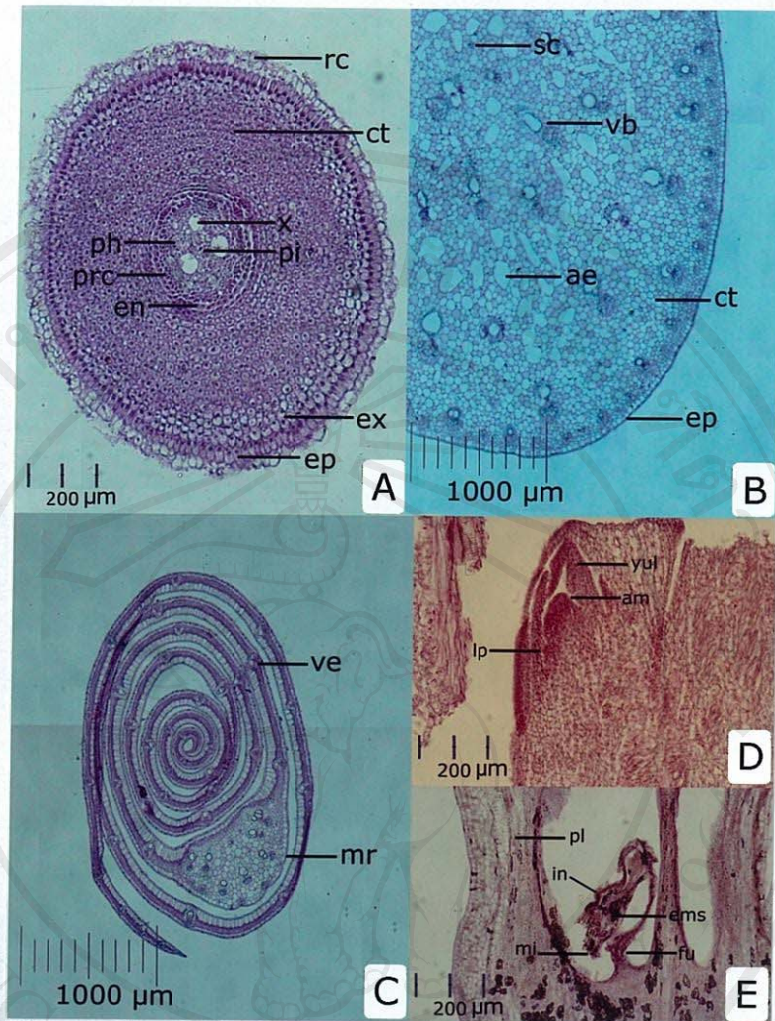 rc
ct
x
ph
pi
prc
en
ex
ep
200 µm
A
sc
vb
ae
ct
ep
1000 µm
B
ve
mr
1000 µm
C
yul
am
lp
200 µm
D
pl
in
ems
mi
fu
200 µm
E